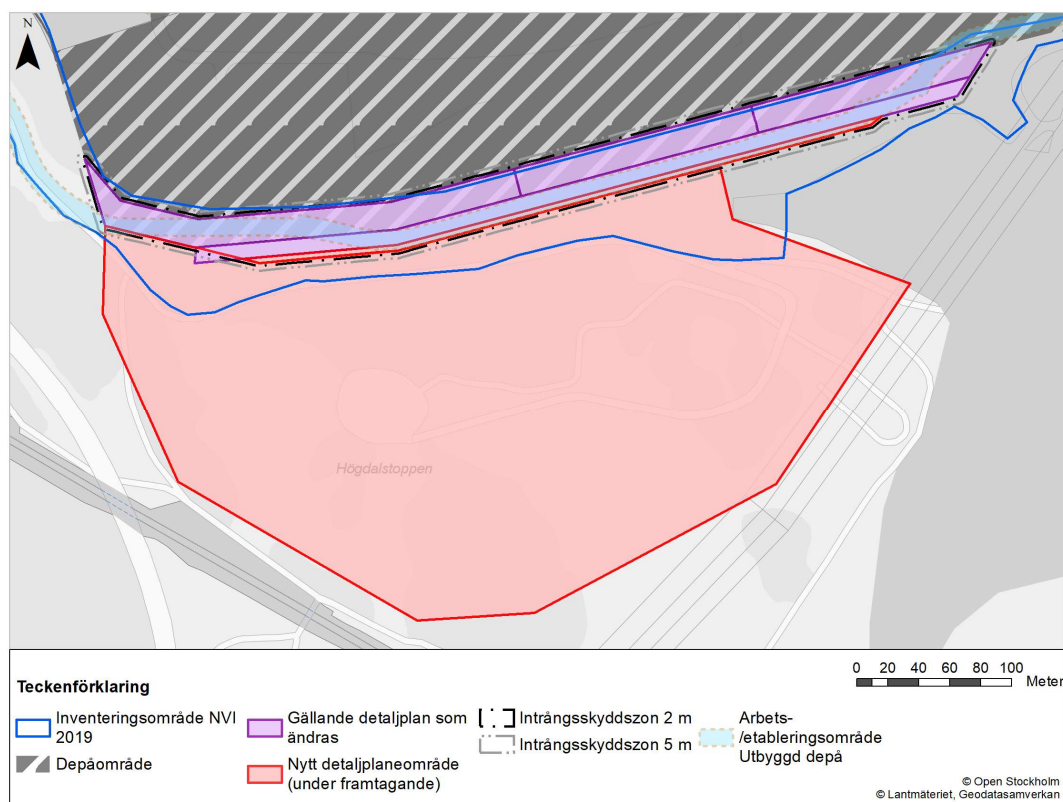 N
Högdalstoppen
Teckenförklaring
Inventeringsområde NVI
2019
Depåområde
Gällande detaljplan som
ändras
Nytt detaljplaneområde
(under framtagande)
Intrångsskyddszon 2 m
Intrångsskyddszon 5 m
Arbets-
/etableringsområde
Utbyggd depå
0 20 40 60 80 100
Meter
© Open Stockholm
© Lantmäteriet, Geodatasamverkan